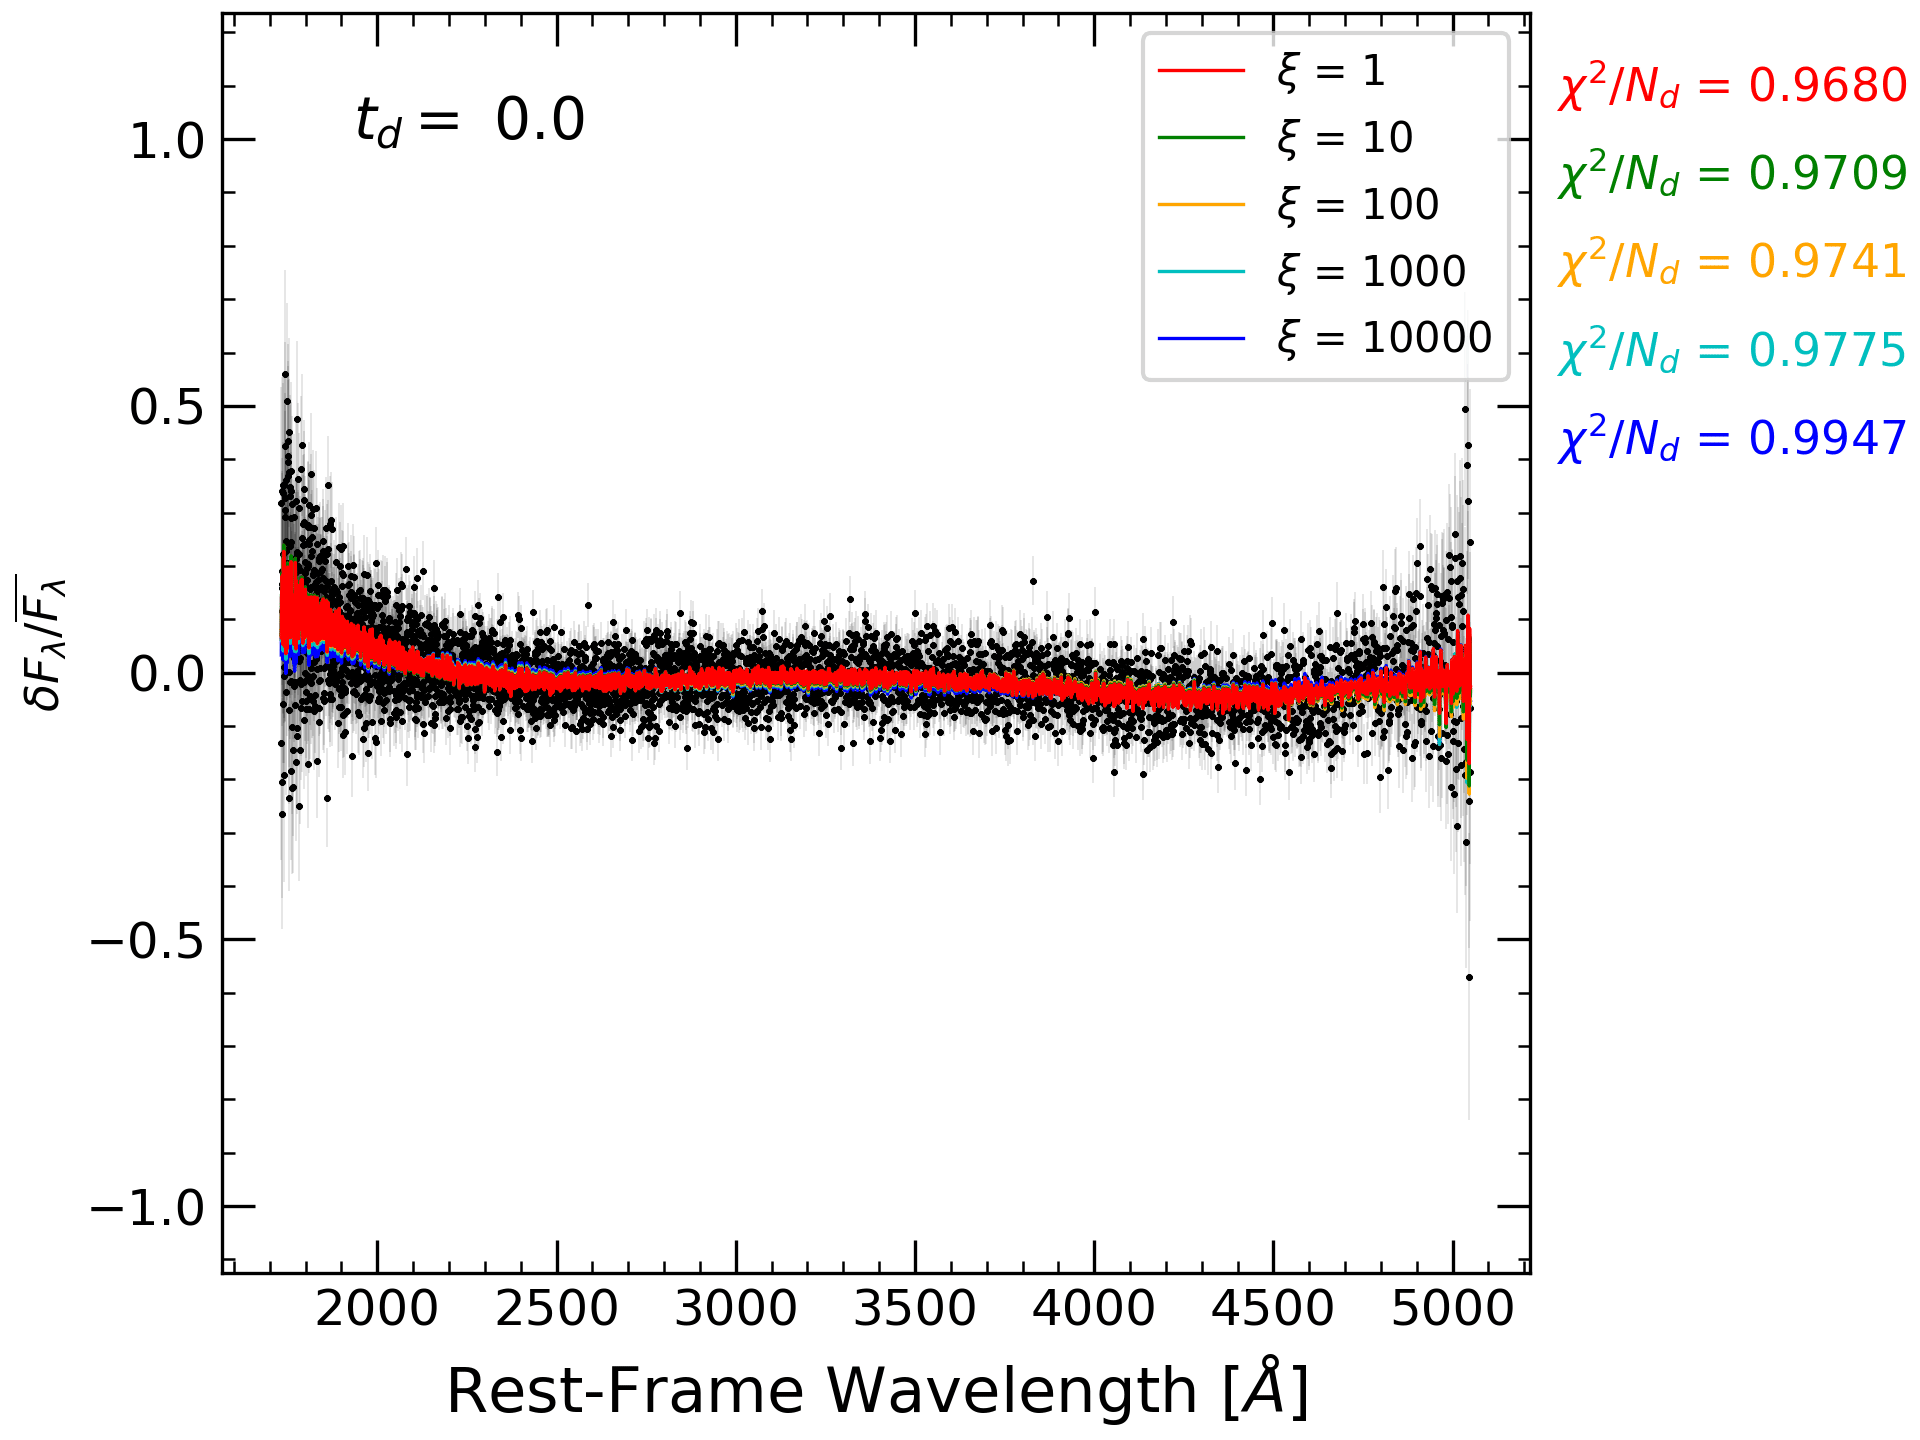 t_d = 0.0
ξ = 1
ξ = 10
ξ = 100
ξ = 1000
ξ = 10000
χ²/N_d = 0.9680
χ²/N_d = 0.9709
χ²/N_d = 0.9741
χ²/N_d = 0.9775
χ²/N_d = 0.9947
1.0
0.5
0.0
−0.5
−1.0
δF_λ/F̅_λ
2000 2500 3000 3500 4000 4500 5000
Rest-Frame Wavelength [Å]